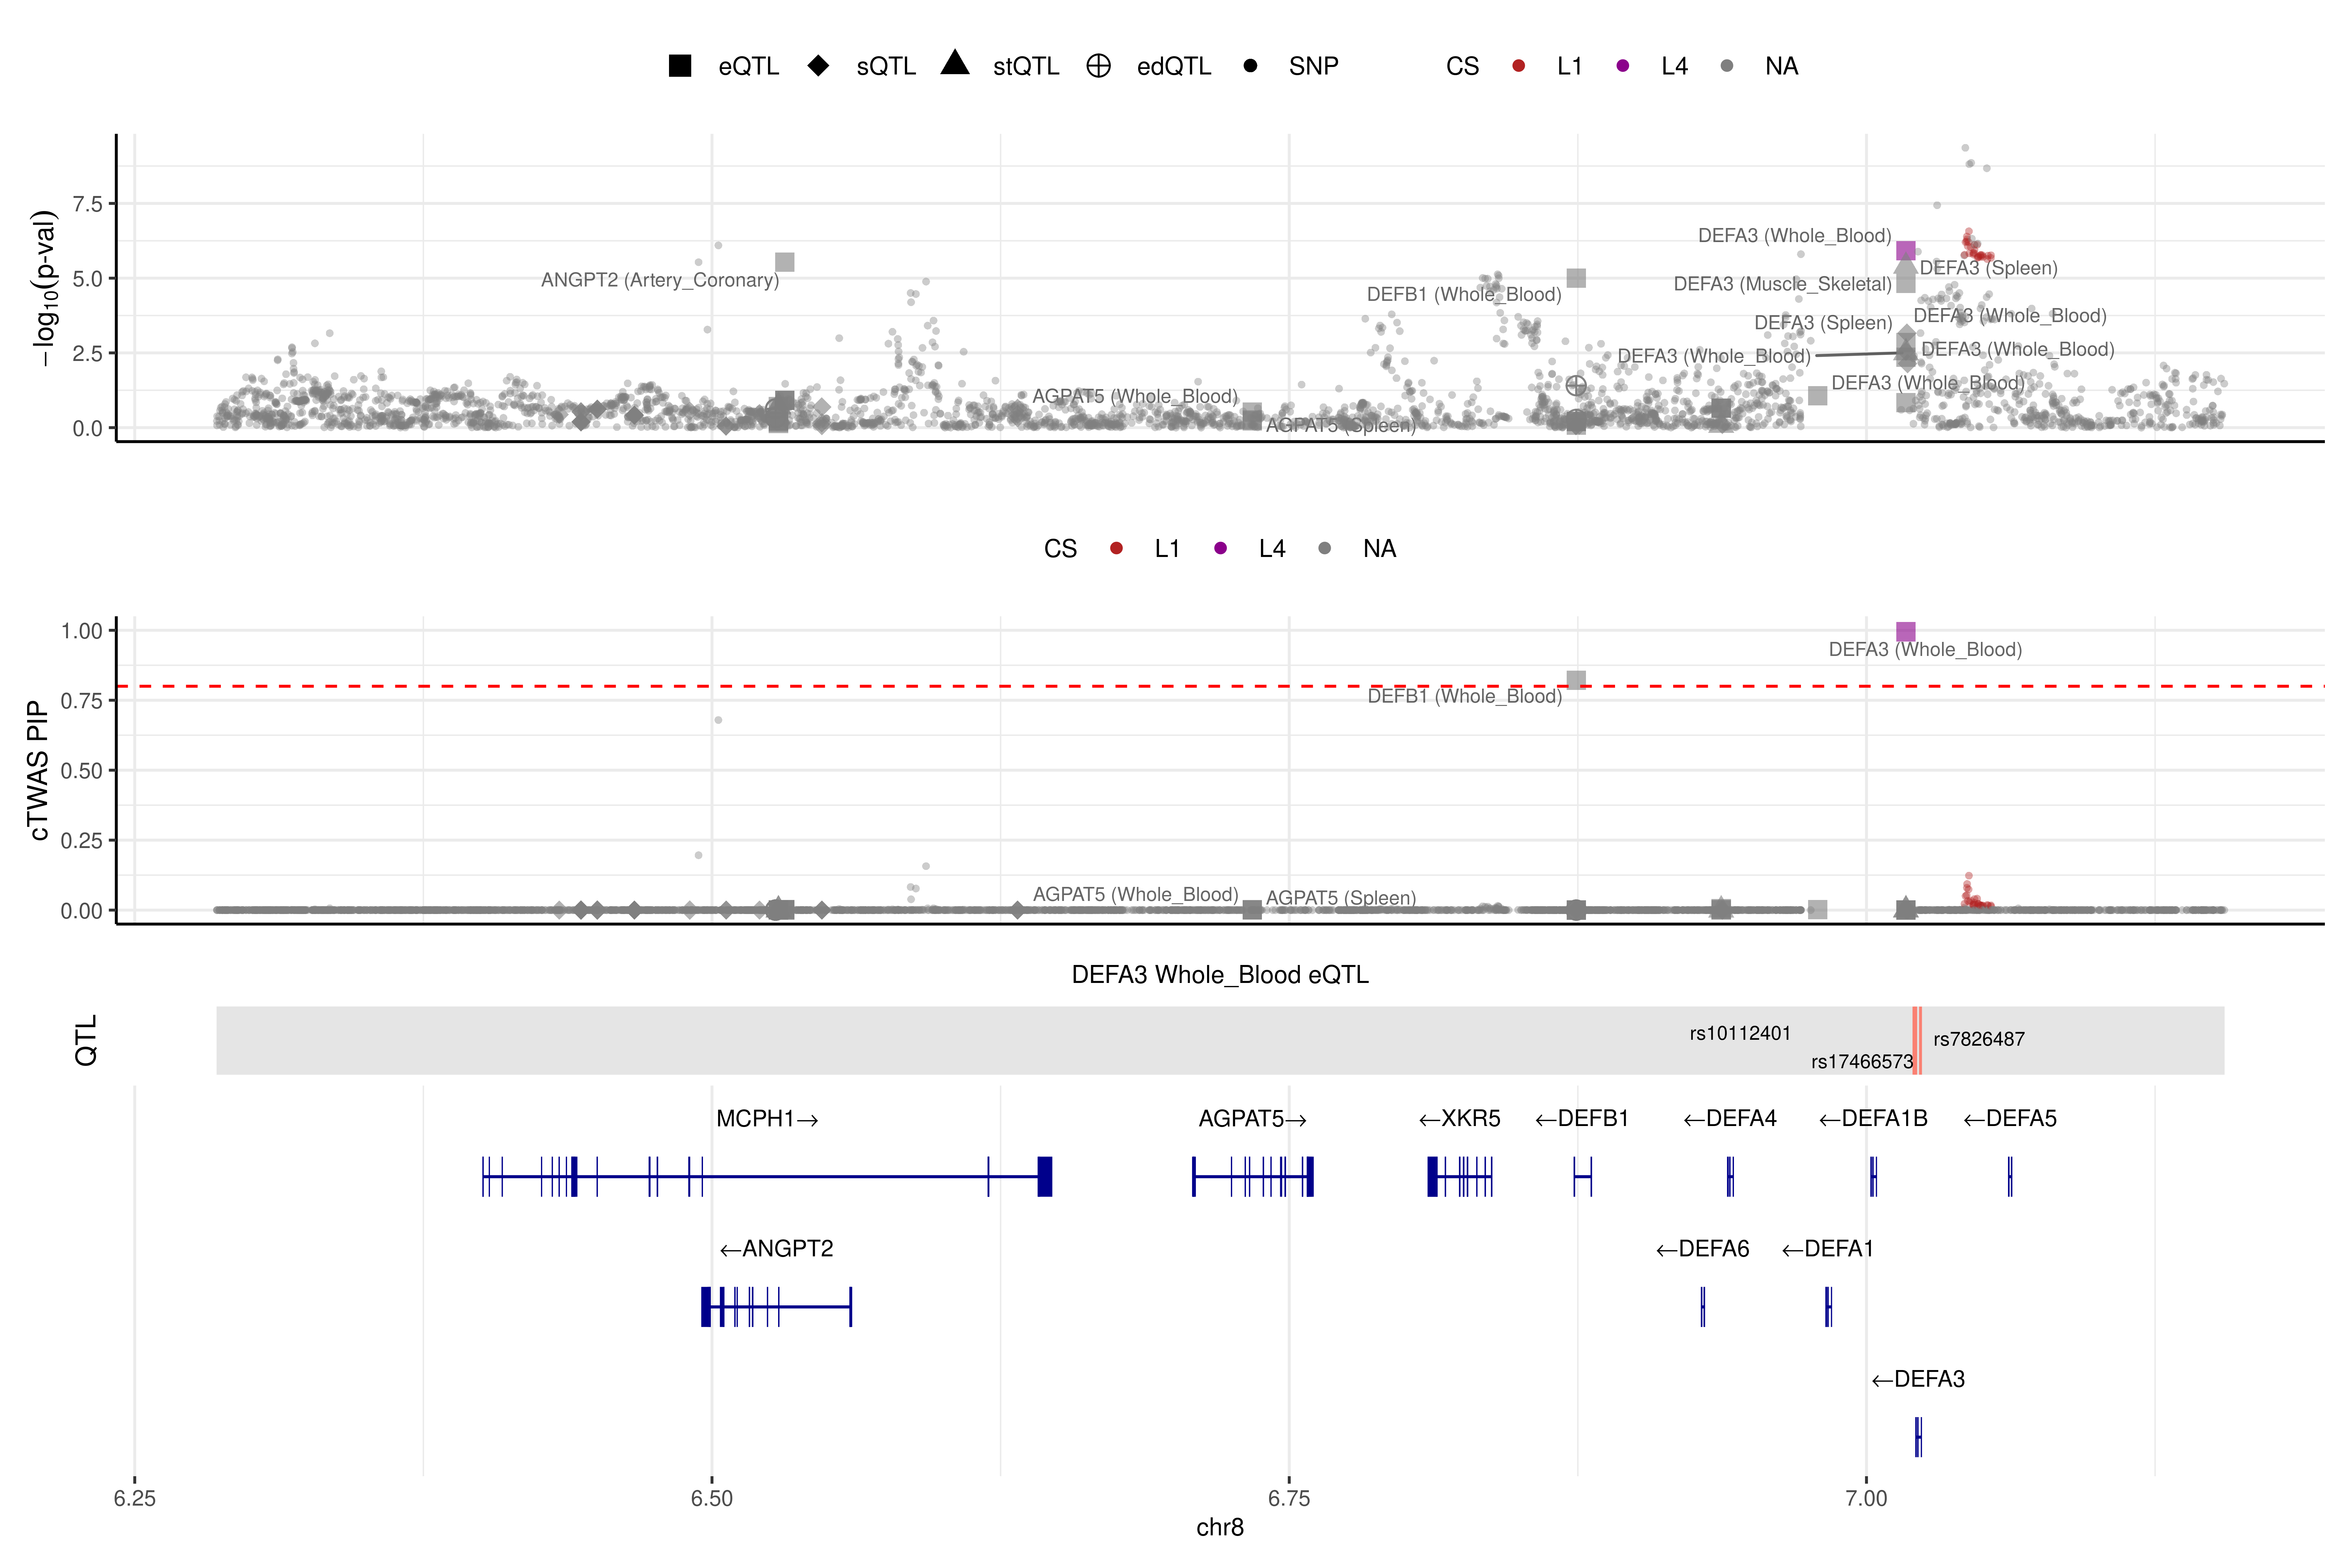 eQTL sQTL stQTL edQTL SNP CS L1 L4 NA
−log10(p-val)
7.5
5.0
2.5
0.0
DEFA3 (Whole_Blood)
ANGPT2 (Artery_Coronary)
DEFB1 (Whole_Blood)
DEFA3 (Spleen)
DEFA3 (Muscle_Skeletal)
DEFA3 (Spleen)
DEFA3 (Whole_Blood)
DEFA3 (Whole_Blood)
DEFA3 (Whole_Blood)
DEFA3 (Whole_Blood)
AGPAT5 (Whole_Blood)
AGPAT5 (Spleen)
CS L1 L4 NA
cTWAS PIP
1.00
0.75
0.50
0.25
0.00
DEFA3 (Whole_Blood)
DEFB1 (Whole_Blood)
AGPAT5 (Whole_Blood)
AGPAT5 (Spleen)
DEFA3 Whole_Blood eQTL
QTL
rs10112401
rs7826487
rs17466573
MCPH1→ AGPAT5→ ←XKR5 ←DEFB1 ←DEFA4 ←DEFA1B ←DEFA5
←ANGPT2 ←DEFA6 ←DEFA1
←DEFA3
6.25 6.50 6.75 7.00
chr8